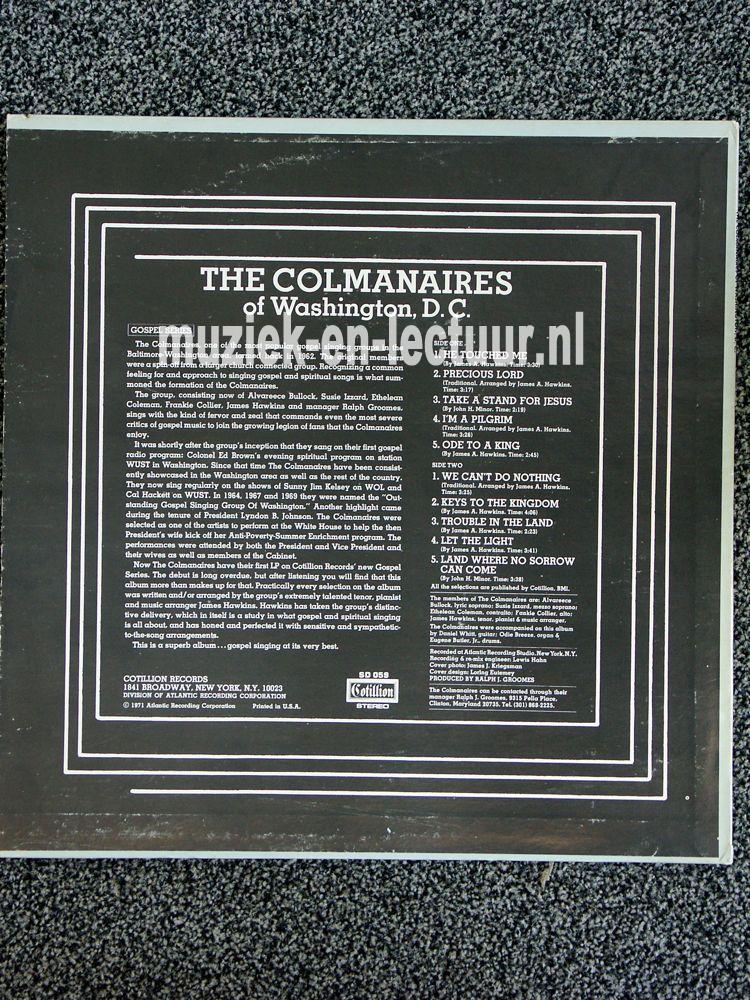 THE COLMANAIRES
of Washington, D.C.
muziek-en-lectuur.nl
GOSPEL SERIES
The Colmanaires, one of the most popular gospel singing groups in the
Baltimore-Washington area, formed back in 1962. The original members
were a spin-off from a larger church connected group. Recognizing a common
feeling for and approach to singing gospel and spiritual songs is what sum-
moned the formation of the Colmanaires.
The group, consisting now of Alvareece Bullock, Susie Izzard, Ethelean
Coleman, Frankie Collier, James Hawkins and manager Ralph Groomes,
sings with the kind of fervor and zeal that commands even the most severe
critics of gospel music to join the growing legion of fans that the Colmanaires
enjoy.
It was shortly after the group's inception that they sang on their first gospel
radio program: Colonel Ed Brown's evening spiritual program on station
WUST in Washington. Since that time The Colmanaires have been consist-
ently showcased in the Washington area as well as the rest of the country.
They now sing regularly on the shows of Sunny Jim Kelsey on WOL and
Cal Hackett on WUST. In 1964, 1967 and 1969 they were named the "Out-
standing Gospel Singing Group Of Washington." Another highlight came
during the tenure of President Lyndon B. Johnson. The Colmanaires were
selected as one of the artists to perform at the White House to help the then
President's wife kick off her Anti-Poverty-Summer Enrichment program. The
performances were attended by both the President and Vice President and
their wives as well as members of the Cabinet.
Now The Colmanaires have their first LP on Cotillion Records' new Gospel
Series. The debut is long overdue, but after listening you will find that this
album more than makes up for that. Practically every selection on the album
was written and/or arranged by the group's extremely talented tenor, pianist
and music arranger James Hawkins. Hawkins has taken the group's distinc-
tive delivery, which in itself is a study in what gospel and spiritual singing
is all about, and has honed and perfected it with sensitive and sympathetic-
to-the-song arrangements.
This is a superb album...gospel singing at its very best.
COTILLION RECORDS
1841 BROADWAY, NEW YORK, N.Y. 10023
DIVISION OF ATLANTIC RECORDING CORPORATION
© 1971 Atlantic Recording Corporation Printed in U.S.A.
SD 059
Cotillion
STEREO
SIDE ONE
1. HE TOUCHED ME
(By James A. Hawkins. Time: 3:30)
2. PRECIOUS LORD
(Traditional. Arranged by James A. Hawkins.
Time: 3:17)
3. TAKE A STAND FOR JESUS
(By John H. Minor. Time: 2:19)
4. I'M A PILGRIM
(Traditional. Arranged by James A. Hawkins.
Time: 3:26)
5. ODE TO A KING
(By James A. Hawkins. Time: 2:45)
SIDE TWO
1. WE CAN'T DO NOTHING
(Traditional. Arranged by James A. Hawkins.
Time: 3:25)
2. KEYS TO THE KINGDOM
(By James A. Hawkins. Time: 4:06)
3. TROUBLE IN THE LAND
(By James A. Hawkins. Time: 2:23)
4. LET THE LIGHT
(By James A. Hawkins. Time: 3:41)
5. LAND WHERE NO SORROW
CAN COME
(By John H. Minor. Time: 3:38)
All the selections are published by Cotillion, BMI.
The members of The Colmanaires are: Alvareece
Bullock, lyric soprano; Susie Izzard, mezzo soprano;
Ethelean Coleman, contralto; Frankie Collier, alto;
James Hawkins, tenor, pianist & music arranger.
The Colmanaires were accompanied on this album
by Daniel Whitt, guitar; Odie Breeze, organ &
Eugene Butler, Jr., drums.
Recorded at Atlantic Recording Studio, New York, N.Y.
Recording & re-mix engineer: Lewis Hahn
Cover photo: James J. Kriegsman
Cover design: Loring Eutemey
PRODUCED BY RALPH J. GROOMES
The Colmanaires can be contacted through their
manager Ralph J. Groomes, 9315 Pella Place,
Clinton, Maryland 20735. Tel. (301) 868-2235.